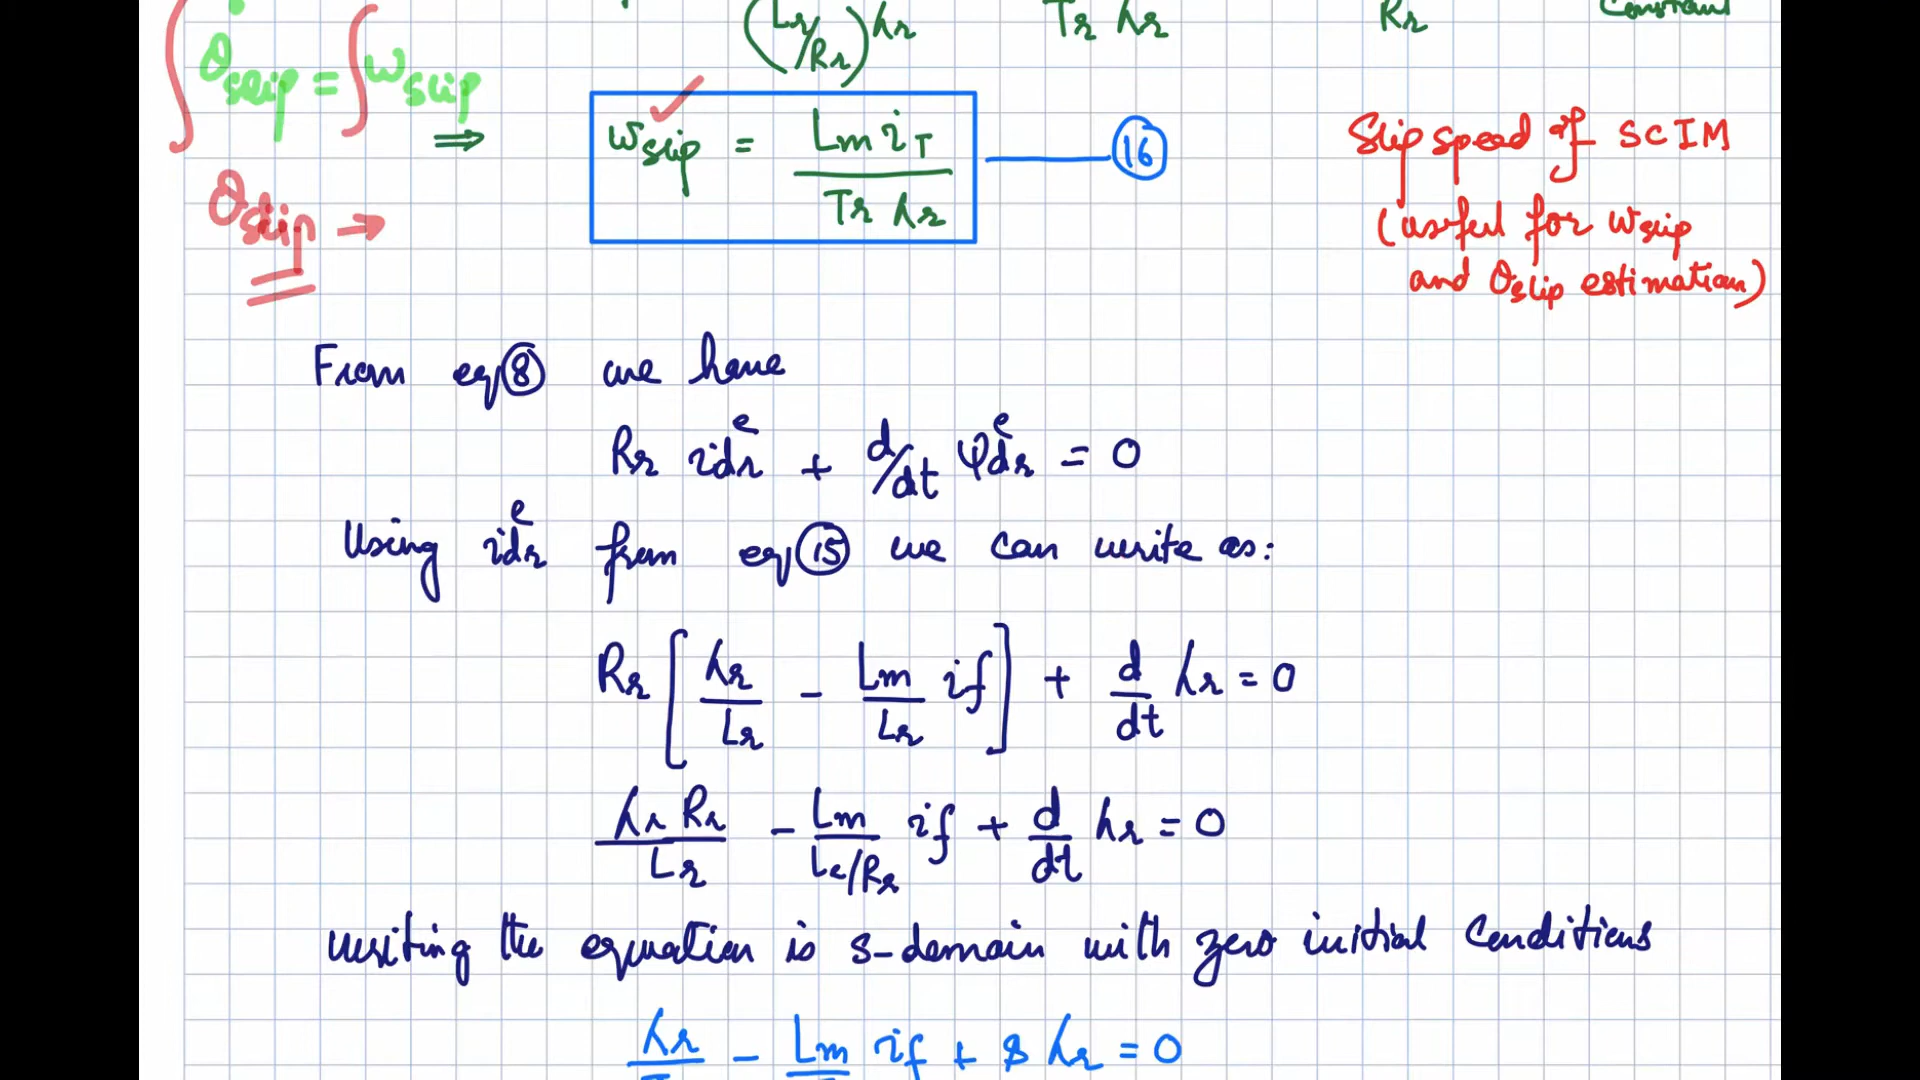 (Lr/Rr) λr Tr λr Rr Constant
∫ θ̇slip = ∫ ωslip
⇒ ωslip = Lm iT / Tr λr ——— (16)
Slip speed of SCIM
(useful for ωslip
and θslip estimation)
θslip →
From eq (8) we have
Rr idr^e + d/dt ψdr^e = 0
Using idr^e from eq (15) we can write as:
Rr [ λr/Lr - Lm/Lr if ] + d/dt λr = 0
λr Rr / Lr - Lm / Lr/Rr if + d/dt λr = 0
writing the equation is s-domain with zero initial conditions
λr - Lm if + s λr = 0